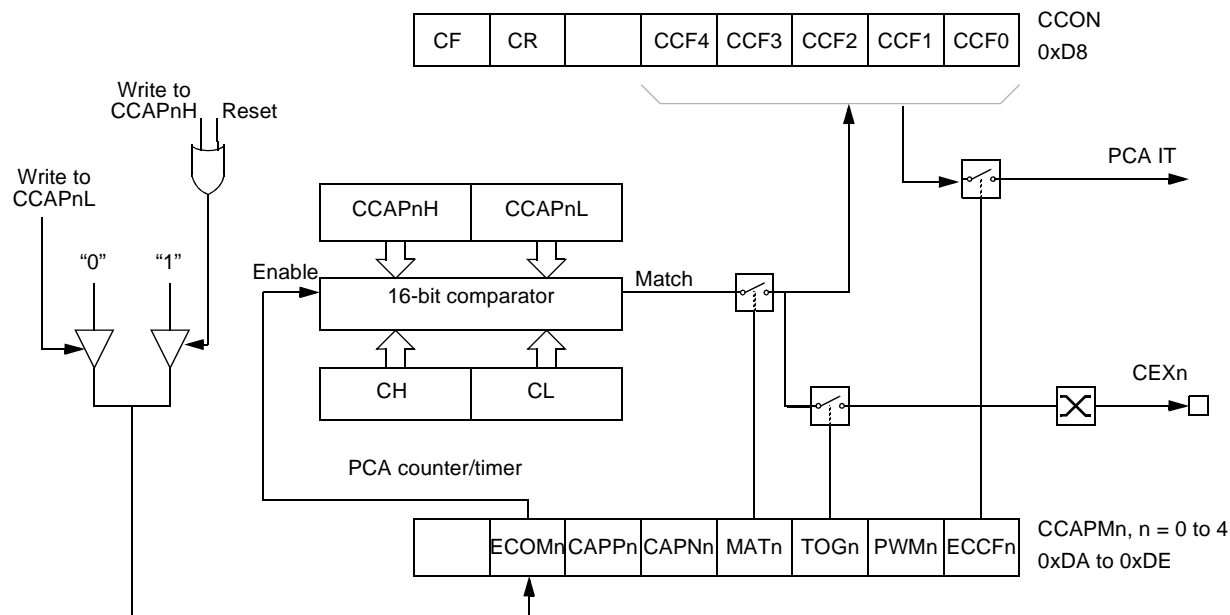 CF CR CCF4 CCF3 CCF2 CCF1 CCF0
CCON
0xD8
Write to
CCAPnH Reset
Write to
CCAPnL
PCA IT
CCAPnH CCAPnL
“0” “1”
Enable
16-bit comparator
Match
CH CL
CEXn
PCA counter/timer
ECOMn CAPPn CAPNn MATn TOGn PWMn ECCFn
CCAPMn, n = 0 to 4
0xDA to 0xDE